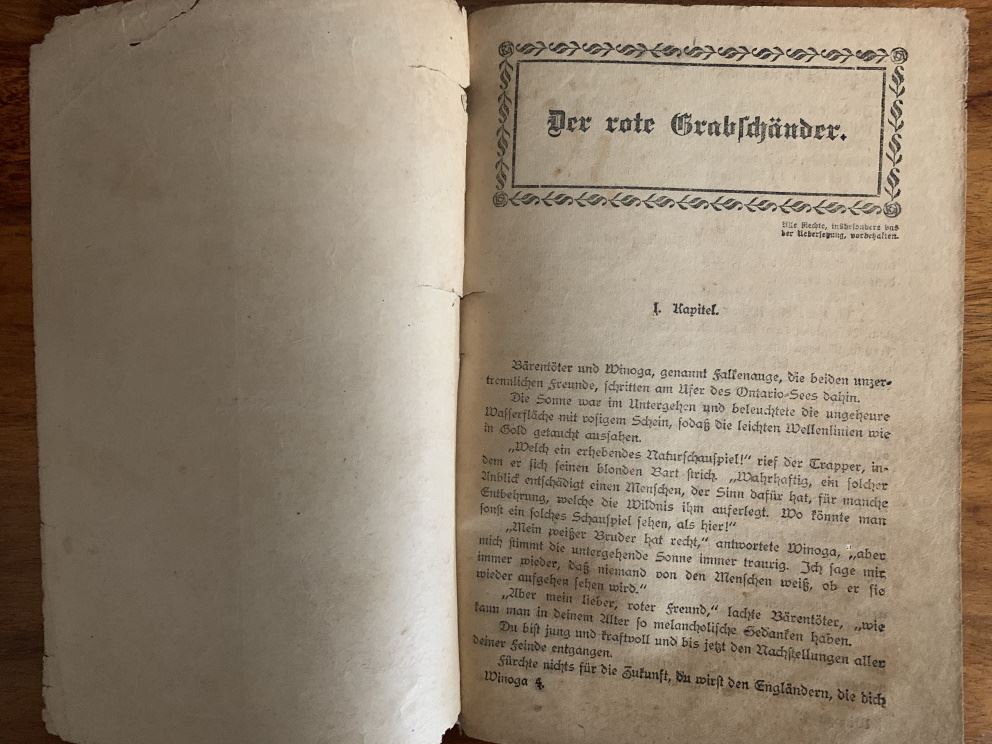 Der rote Grabschänder.
Alle Rechte, insbesondere das
der Uebersetzung, vorbehalten.
I. Kapitel.
Bärentöter und Winoga, genannt Falkenauge, die beiden unzer-
trennlichen Freunde, schritten am Ufer des Ontario-Sees dahin.
Die Sonne war im Untergehen und beleuchtete die ungeheure
Wasserfläche mit rosigem Schein, sodaß die leichten Wellenlinien wie
in Gold getaucht aussahen.
„Welch ein erhebendes Naturschauspiel!“ rief der Trapper, in-
dem er sich seinen blonden Bart strich. „Wahrhaftig, ein solcher
Anblick entschädigt einen Menschen, der Sinn dafür hat, für manche
Entbehrung, welche die Wildnis ihm auferlegt. Wo könnte man
sonst ein solches Schauspiel sehen, als hier!“
„Mein weißer Bruder hat recht,“ antwortete Winoga, „aber
mich stimmt die untergehende Sonne immer traurig. Ich sage mir
immer wieder, daß niemand von den Menschen weiß, ob er sie
wieder aufgehen sehen wird.“
„Aber mein lieber, roter Freund,“ lachte Bärentöter, „wie
kann man in deinem Alter so melancholische Gedanken haben.
Du bist jung und kraftvoll und bis jetzt den Nachstellungen aller
deiner Feinde entgangen.
Fürchte nichts für die Zukunft, du wirst den Engländern, die dich
Winoga 4.